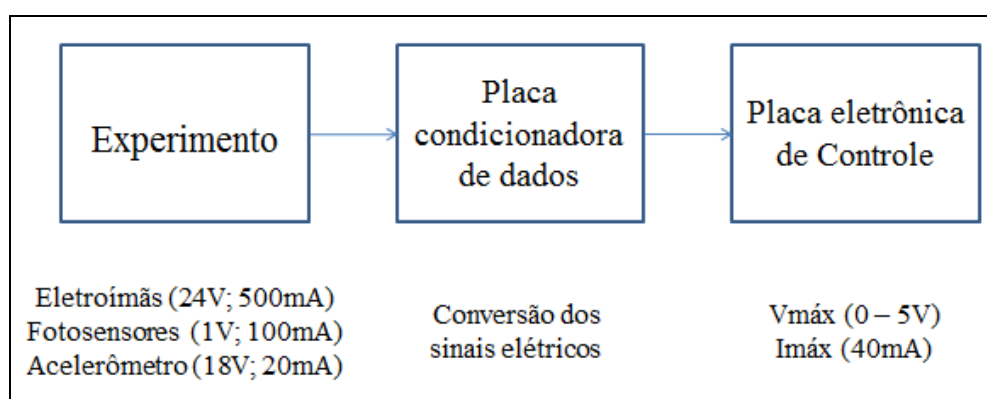 Experimento
Placa
condicionadora
de dados
Placa eletrônica
de Controle
Eletroímãs (24V; 500mA)
Fotosensores (1V; 100mA)
Acelerômetro (18V; 20mA)
Conversão dos
sinais elétricos
Vmáx (0 – 5V)
Imáx (40mA)